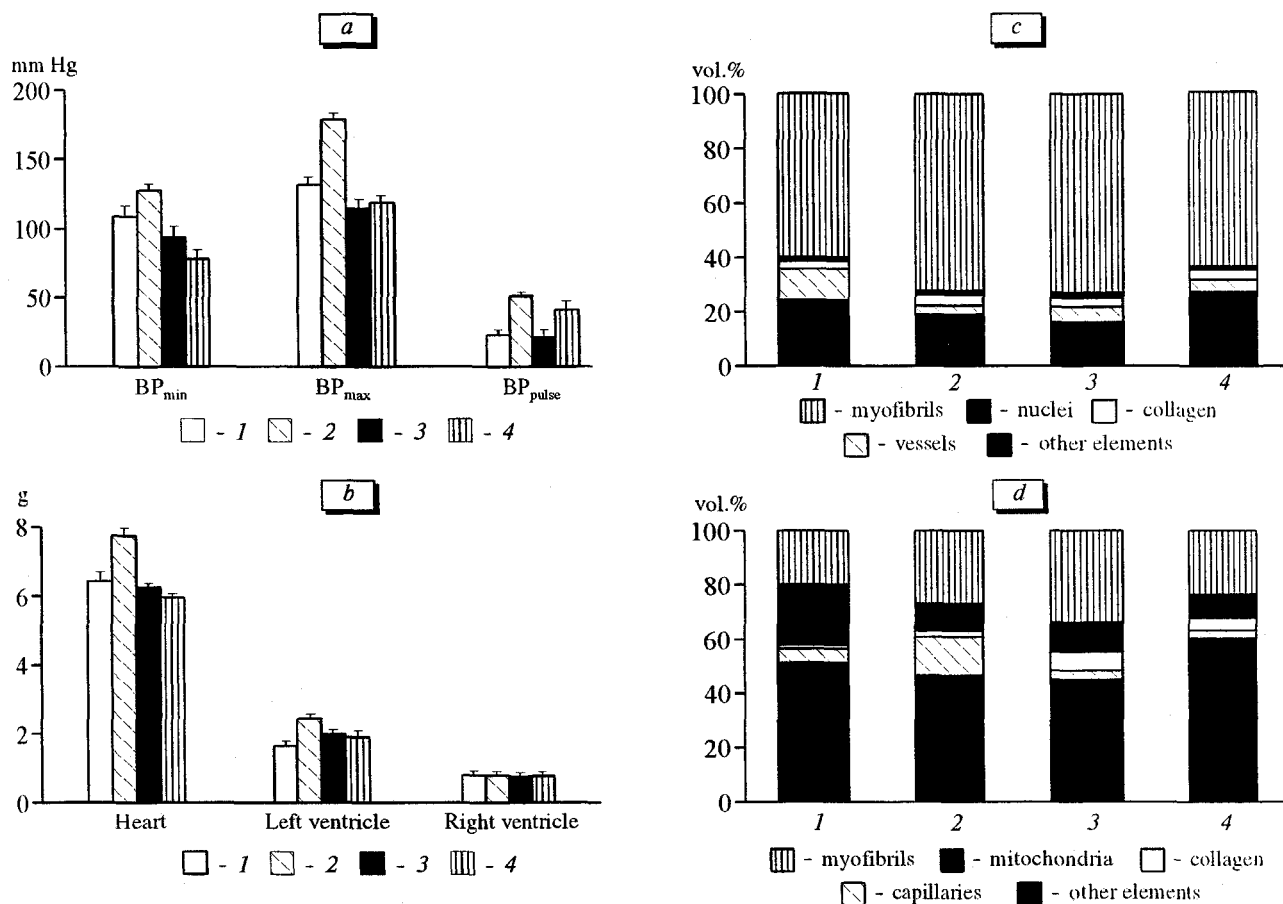 a
mm Hg
200
150
100
50
0
BPmin BPmax BPpulse
- 1 - 2 - 3 - 4
b
g
8
6
4
2
0
Heart Left ventricle Right ventricle
- 1 - 2 - 3 - 4
c
vol.%
100
80
60
40
20
0
1 2 3 4
- myofibrils - nuclei - collagen
- vessels - other elements
d
vol.%
100
80
60
40
20
0
1 2 3 4
- myofibrils - mitochondria - collagen
- capillaries - other elements